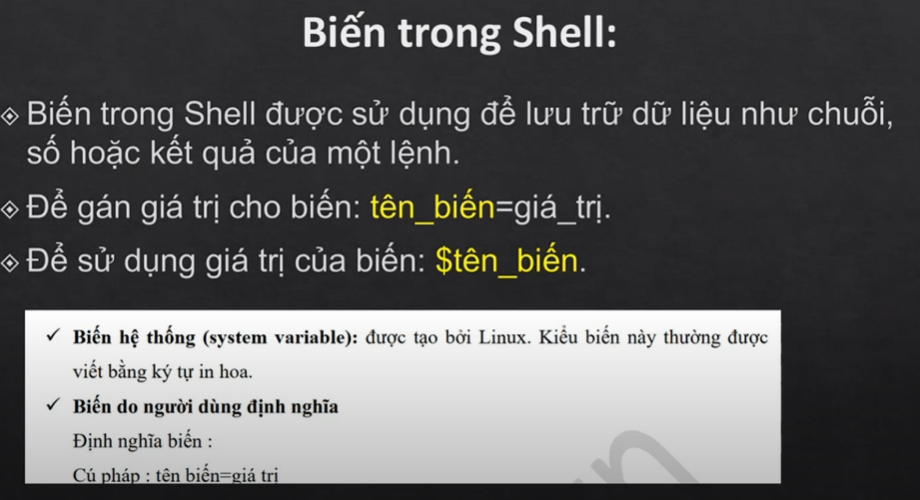 Biến trong Shell:
Biến trong Shell được sử dụng để lưu trữ dữ liệu như chuỗi,
số hoặc kết quả của một lệnh.
Để gán giá trị cho biến: tên_biến=giá_trị.
Để sử dụng giá trị của biến: $tên_biến.
✓ Biến hệ thống (system variable): được tạo bởi Linux. Kiểu biến này thường được
viết bằng ký tự in hoa.
✓ Biến do người dùng định nghĩa
Định nghĩa biến :
Cú pháp : tên biến=giá trị